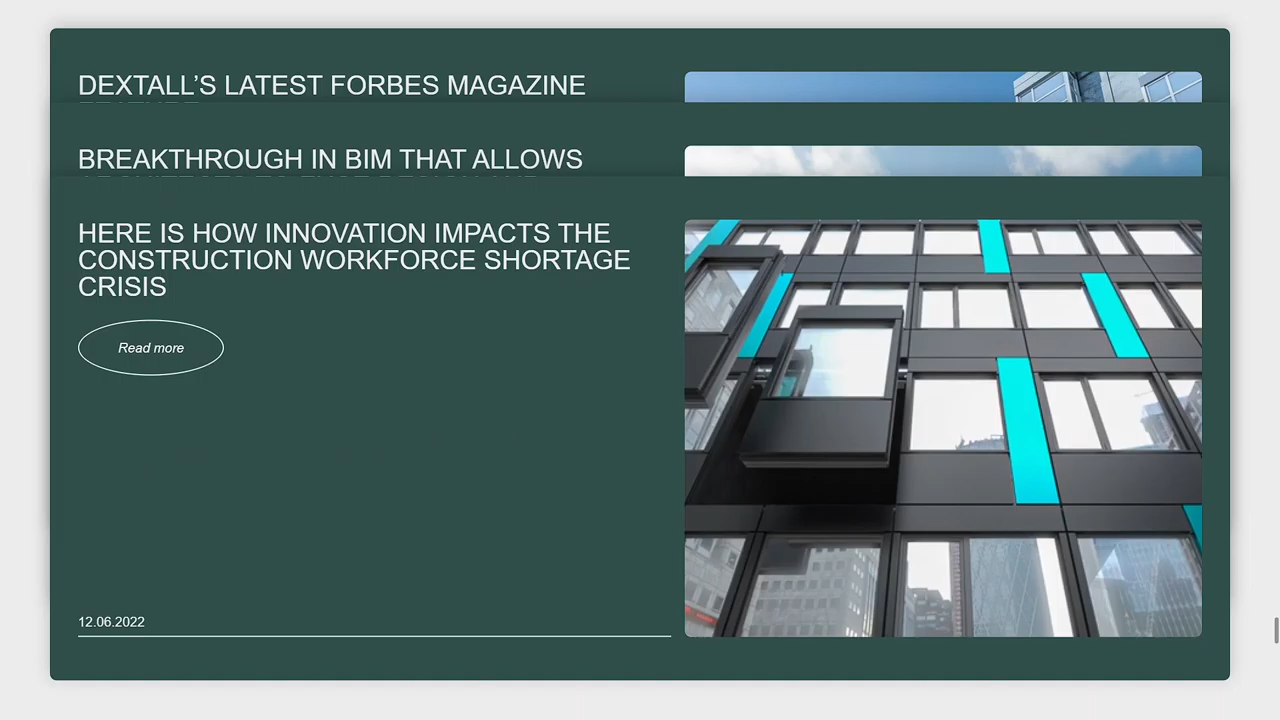 DEXTALL’S LATEST FORBES MAGAZINE
BREAKTHROUGH IN BIM THAT ALLOWS
HERE IS HOW INNOVATION IMPACTS THE
CONSTRUCTION WORKFORCE SHORTAGE
CRISIS
Read more
12.06.2022